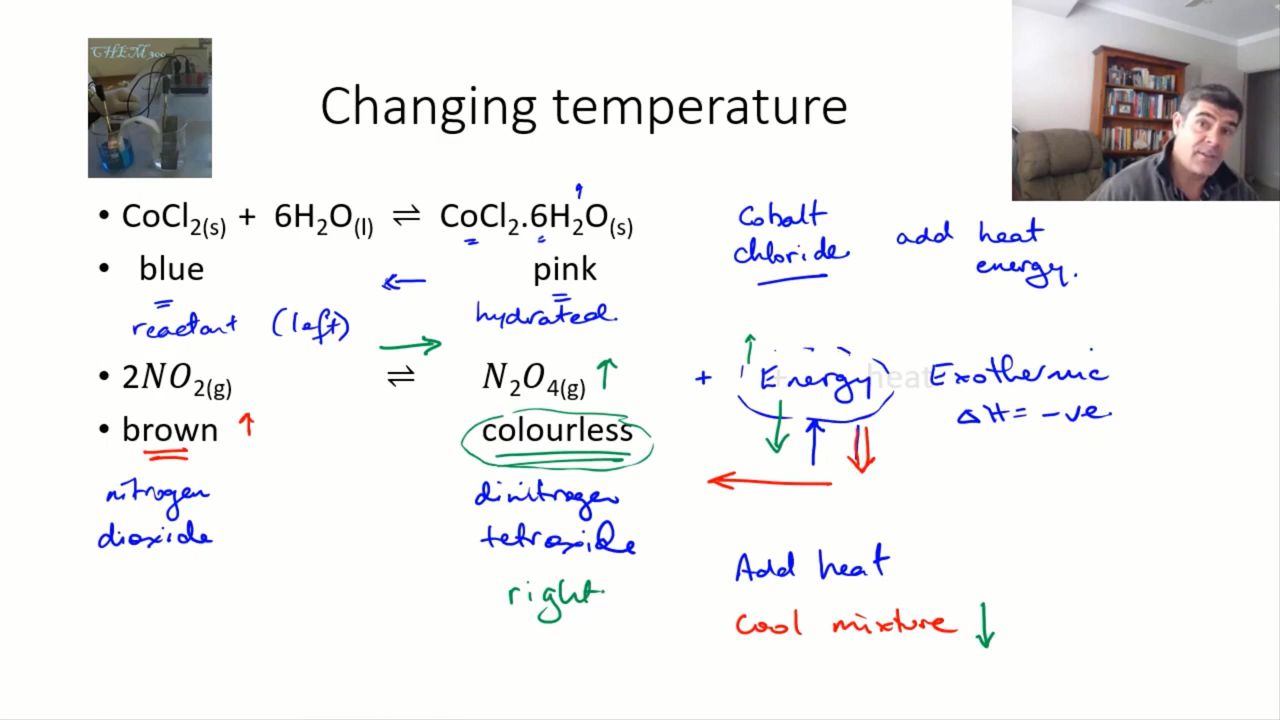 CHEM300
Changing temperature
• CoCl2(s) + 6H2O(l) ⇌ CoCl2.6H2O(s)
Cobalt chloride
add heat energy.
• blue pink
reactant (left)
hydrated.
• 2NO2(g) ⇌ N2O4(g) + Energy heat Exothermic
ΔH = -ve
• brown colourless
nitrogen dioxide
dinitrogen tetroxide
right
Add heat
Cool mixture